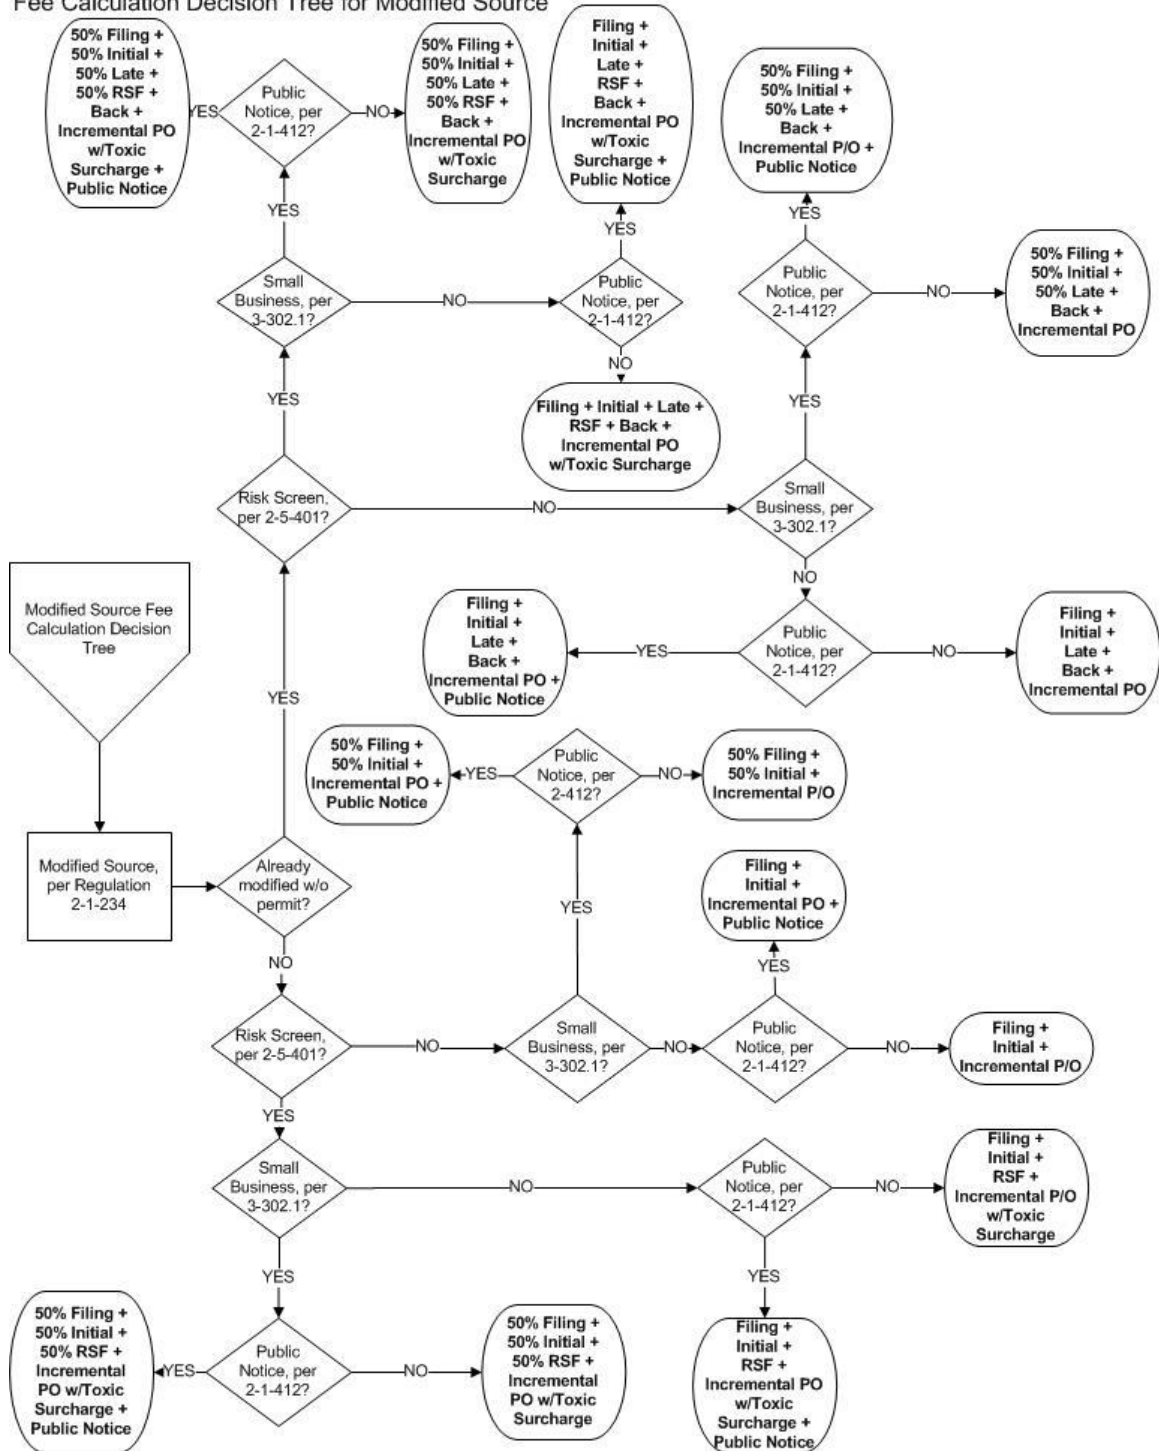 Fee Calculation Decision Tree for Modified Source
50% Filing +
50% Initial +
50% Late +
50% RSF +
Back +
Incremental PO
w/Toxic
Surcharge +
Public Notice
YES
Public
Notice, per
2-1-412?
NO
50% Filing +
50% Initial +
50% Late +
50% RSF +
Back +
Incremental PO
w/Toxic
Surcharge
Filing +
Initial +
Late +
RSF +
Back +
Incremental PO
w/Toxic
Surcharge +
Public Notice
50% Filing +
50% Initial +
50% Late +
Back +
Incremental P/O +
Public Notice
YES
YES
YES
Small
Business, per
3-302.1?
NO
Public
Notice, per
2-1-412?
Public
Notice, per
2-1-412?
NO
50% Filing +
50% Initial +
50% Late +
Back +
Incremental PO
NO
YES
Filing + Initial + Late +
RSF + Back +
Incremental PO
w/Toxic Surcharge
YES
Risk Screen,
per 2-5-401?
NO
Small
Business, per
3-302.1?
NO
Modified Source Fee
Calculation Decision
Tree
Filing +
Initial +
Late +
Back +
Incremental PO +
Public Notice
YES
Public
Notice, per
2-1-412?
NO
Filing +
Initial +
Late +
Back +
Incremental PO
YES
50% Filing +
50% Initial +
Incremental PO +
Public Notice
YES
Public
Notice, per
2-412?
NO
50% Filing +
50% Initial +
Incremental P/O
Modified Source,
per Regulation
2-1-234
Already
modified w/o
permit?
Filing +
Initial +
Incremental PO +
Public Notice
YES
NO
YES
Risk Screen,
per 2-5-401?
NO
Small
Business, per
3-302.1?
NO
Public
Notice, per
2-1-412?
NO
Filing +
Initial +
Incremental P/O
YES
Small
Business, per
3-302.1?
NO
Public
Notice, per
2-1-412?
NO
Filing +
Initial +
RSF +
Incremental P/O
w/Toxic
Surcharge
YES
YES
50% Filing +
50% Initial +
50% RSF +
Incremental
PO w/Toxic
Surcharge +
Public Notice
YES
Public
Notice, per
2-1-412?
NO
50% Filing +
50% Initial +
50% RSF +
Incremental
PO w/Toxic
Surcharge
Filing +
Initial +
RSF +
Incremental PO
w/Toxic
Surcharge +
Public Notice